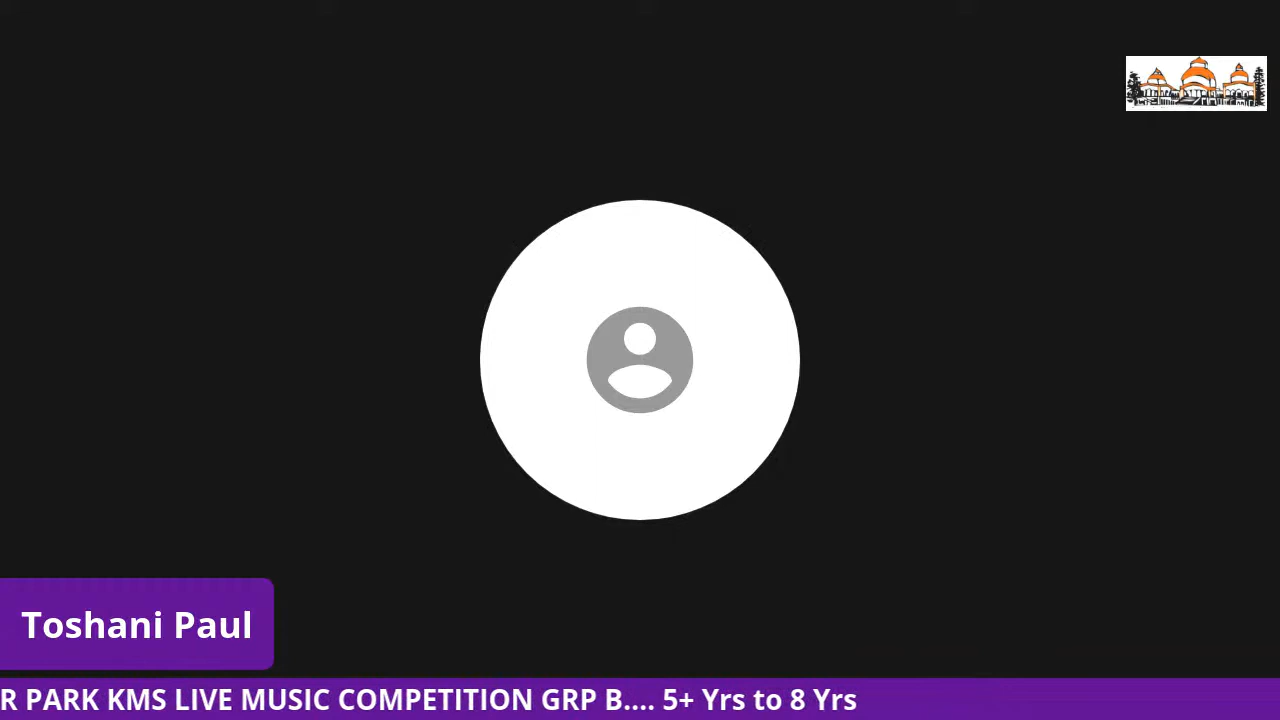 Toshani Paul
R PARK KMS LIVE MUSIC COMPETITION GRP B.... 5+ Yrs to 8 Yrs